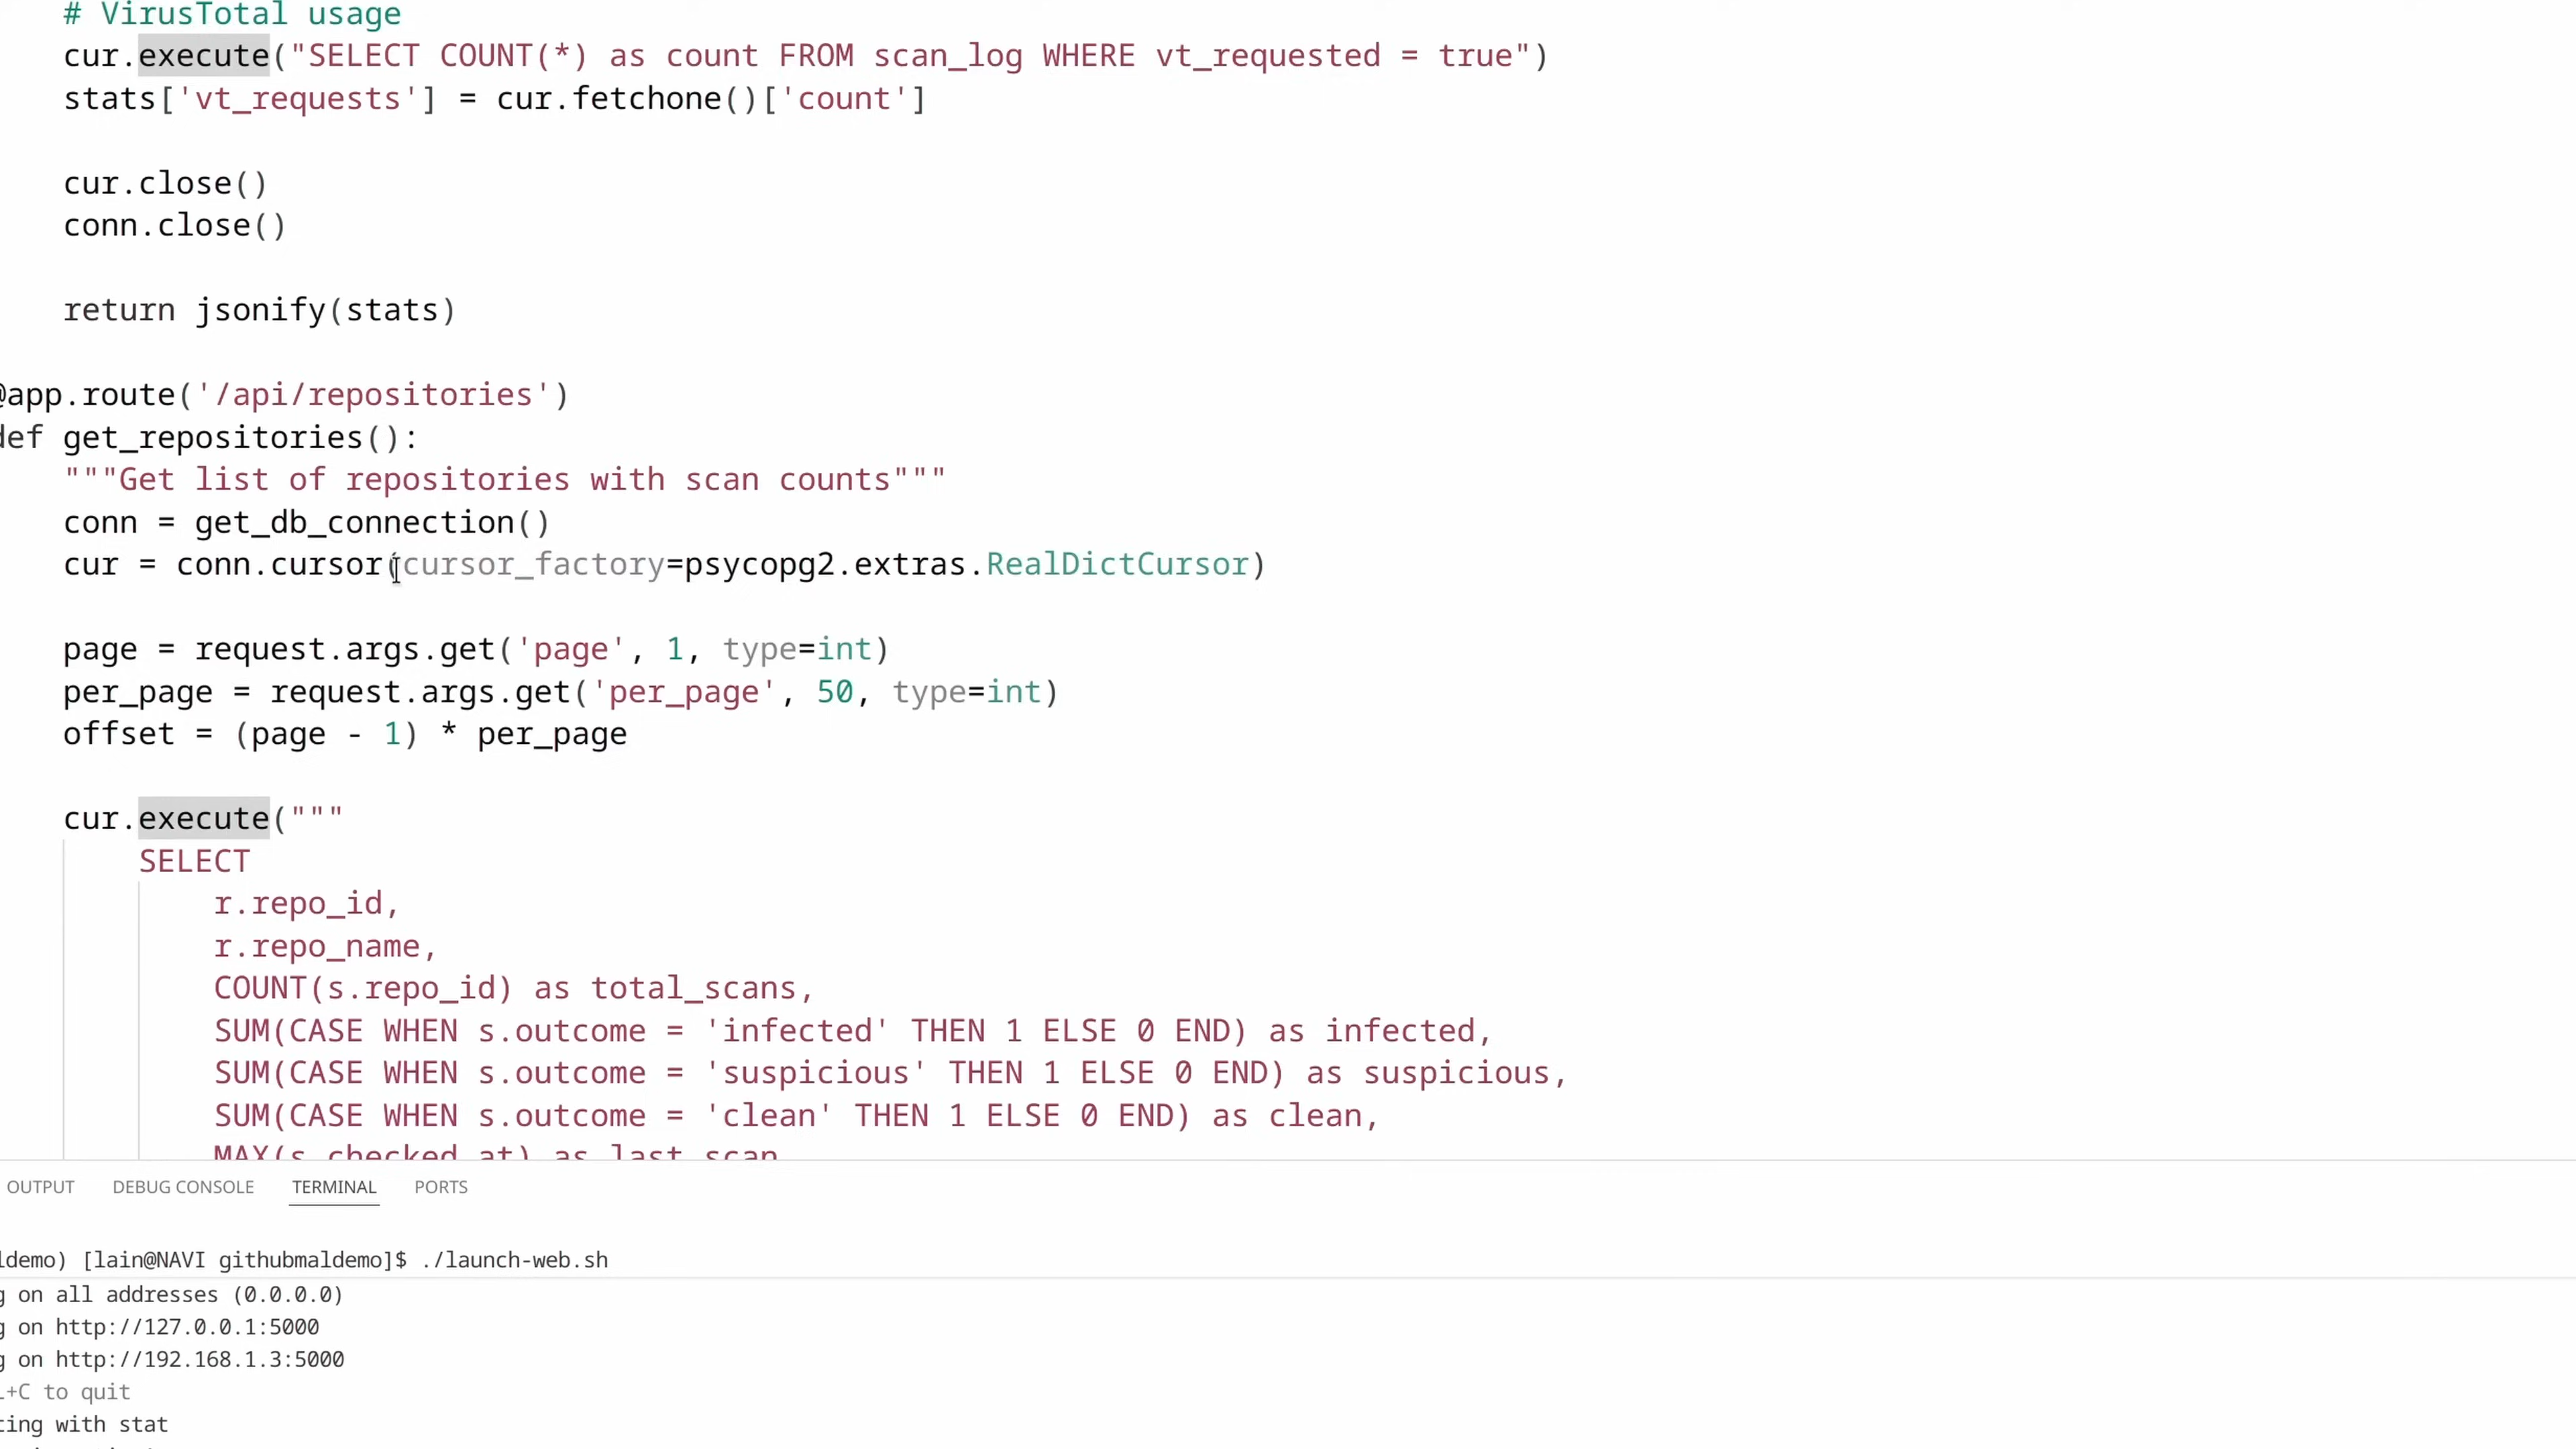 # VirusTotal usage
cur.execute("SELECT COUNT(*) as count FROM scan_log WHERE vt_requested = true")
stats['vt_requests'] = cur.fetchone()['count']
cur.close()
conn.close()
return jsonify(stats)
@app.route('/api/repositories')
def get_repositories():
"""Get list of repositories with scan counts"""
conn = get_db_connection()
cur = conn.cursor(cursor_factory=psycopg2.extras.RealDictCursor)
page = request.args.get('page', 1, type=int)
per_page = request.args.get('per_page', 50, type=int)
offset = (page - 1) * per_page
cur.execute("""
SELECT
r.repo_id,
r.repo_name,
COUNT(s.repo_id) as total_scans,
SUM(CASE WHEN s.outcome = 'infected' THEN 1 ELSE 0 END) as infected,
SUM(CASE WHEN s.outcome = 'suspicious' THEN 1 ELSE 0 END) as suspicious,
SUM(CASE WHEN s.outcome = 'clean' THEN 1 ELSE 0 END) as clean,
MAX(s.checked_at) as last_scan
OUTPUT DEBUG CONSOLE TERMINAL PORTS
ldemo) [lain@NAVI githubmaldemo]$ ./launch-web.sh
g on all addresses (0.0.0.0)
g on http://127.0.0.1:5000
g on http://192.168.1.3:5000
L+C to quit
ting with stat